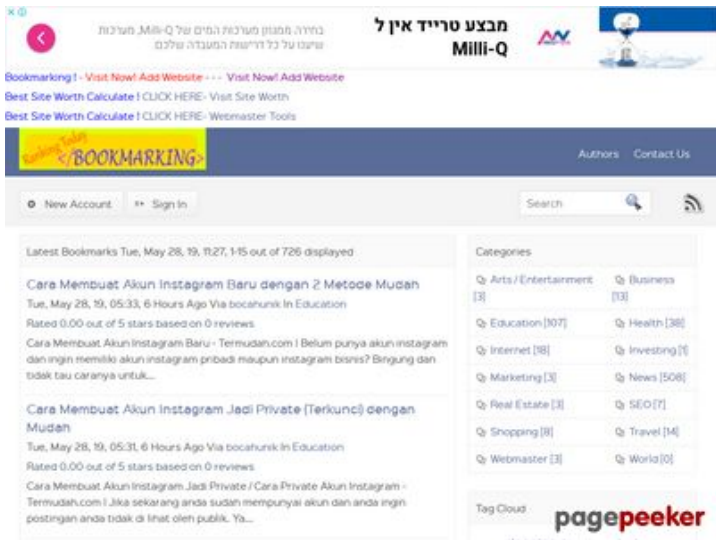 בחירה ממגוון מערכות המים של Milli-Q, מערכות
שיענו על כל דרישות המעבדה שלכם
מבצע טרייד אין ל
Milli-Q
Bookmarking! - Visit Now! Add Website - - - Visit Now! Add Website
Best Site Worth Calculate! CLICK HERE- Visit Site Worth
Best Site Worth Calculate! CLICK HERE- Webmaster Tools
Ranking Today
</BOOKMARKING>
Authors Contact Us
New Account Sign In Search
Latest Bookmarks Tue, May 28, 19, 11:27, 1-15 out of 726 displayed
Cara Membuat Akun Instagram Baru dengan 2 Metode Mudah
Tue, May 28, 19, 05:33, 6 Hours Ago Via bocahunik In Education
Rated 0.00 out of 5 stars based on 0 reviews
Cara Membuat Akun Instagram Baru - Termudah.com | Belum punya akun instagram
dan ingin memiliki akun instagram pribadi maupun instagram bisnis? Bingung dan
tidak tau caranya untuk....
Cara Membuat Akun Instagram Jadi Private (Terkunci) dengan
Mudah
Tue, May 28, 19, 05:31, 6 Hours Ago Via bocahunik In Education
Rated 0.00 out of 5 stars based on 0 reviews
Cara Membuat Akun Instagram Jadi Private / Cara Private Akun Instagram -
Termudah.com | Jika sekarang anda sudah mempunyai akun dan anda ingin
postingan anda tidak di lihat oleh publik. Ya....
Categories
Arts / Entertainment [3]
Business [13]
Education [107]
Health [38]
Internet [18]
Investing [1]
Marketing [3]
News [508]
Real Estate [3]
SEO [7]
Shopping [8]
Travel [14]
Webmaster [3]
World [0]
Tag Cloud
pagepeeker